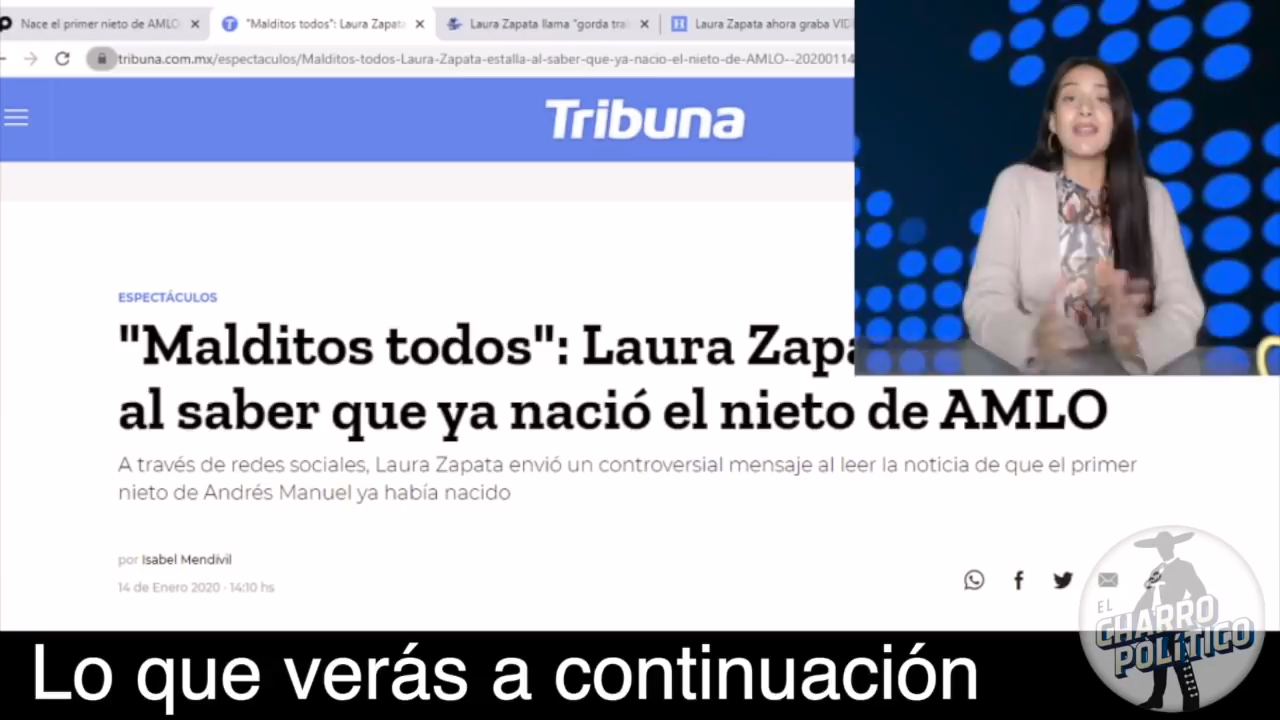 Nace el primer nieto de AMLO
"Malditos todos": Laura Zapata
Laura Zapata llama "gorda tra
Laura Zapata ahora graba VID
tribuna.com.mx/espectaculos/Malditos-todos-Laura-Zapata-estalla-al-saber-que-ya-nacio-el-nieto-de-AMLO--20200114
Tribuna
ESPECTÁCULOS
"Malditos todos": Laura Zapa
al saber que ya nació el nieto de AMLO
A través de redes sociales, Laura Zapata envió un controversial mensaje al leer la noticia de que el primer
nieto de Andrés Manuel ya había nacido
por Isabel Mendívil
14 de Enero 2020 · 14:10 hs
EL
CHARRO
POLÍTICO
Lo que verás a continuación